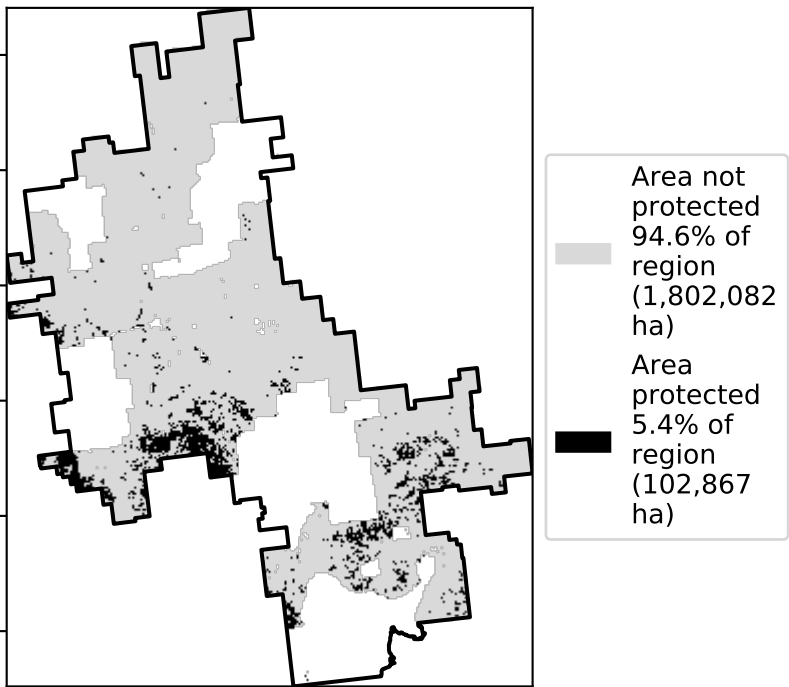 Area not
protected
94.6% of
region
(1,802,082
ha)
Area
protected
5.4% of
region
(102,867
ha)